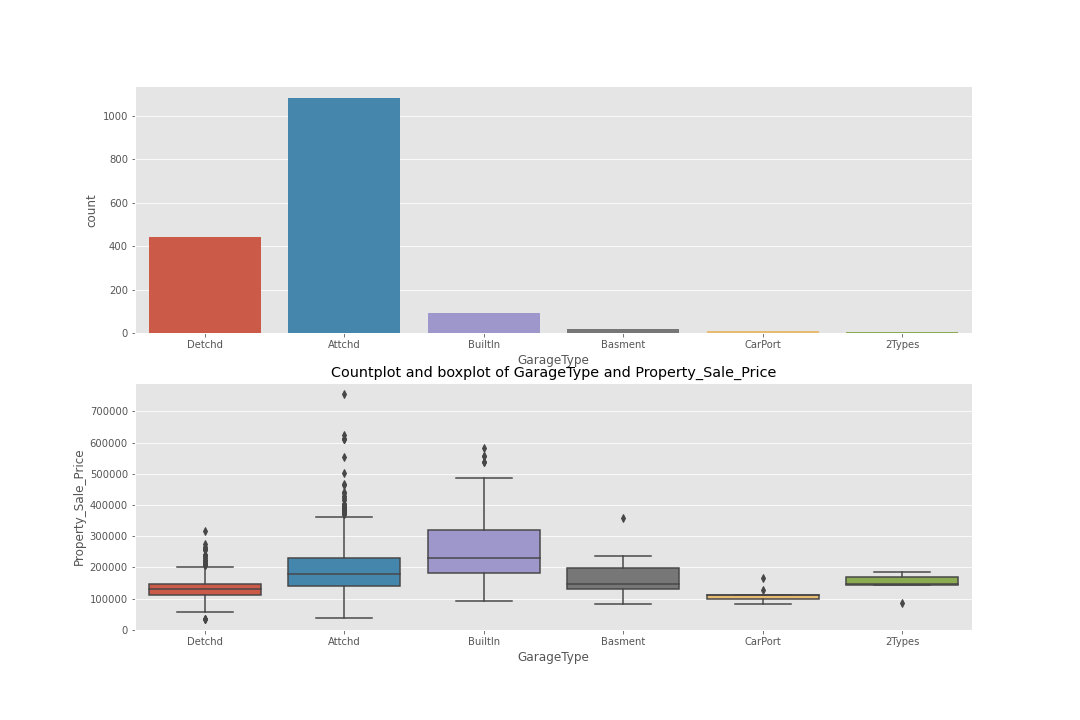 1000
800
600
400
200
0
count
Detchd Attchd BuiltIn Basment CarPort 2Types
GarageType
Countplot and boxplot of GarageType and Property_Sale_Price
700000
600000
500000
400000
300000
200000
100000
0
Property_Sale_Price
Detchd Attchd BuiltIn Basment CarPort 2Types
GarageType